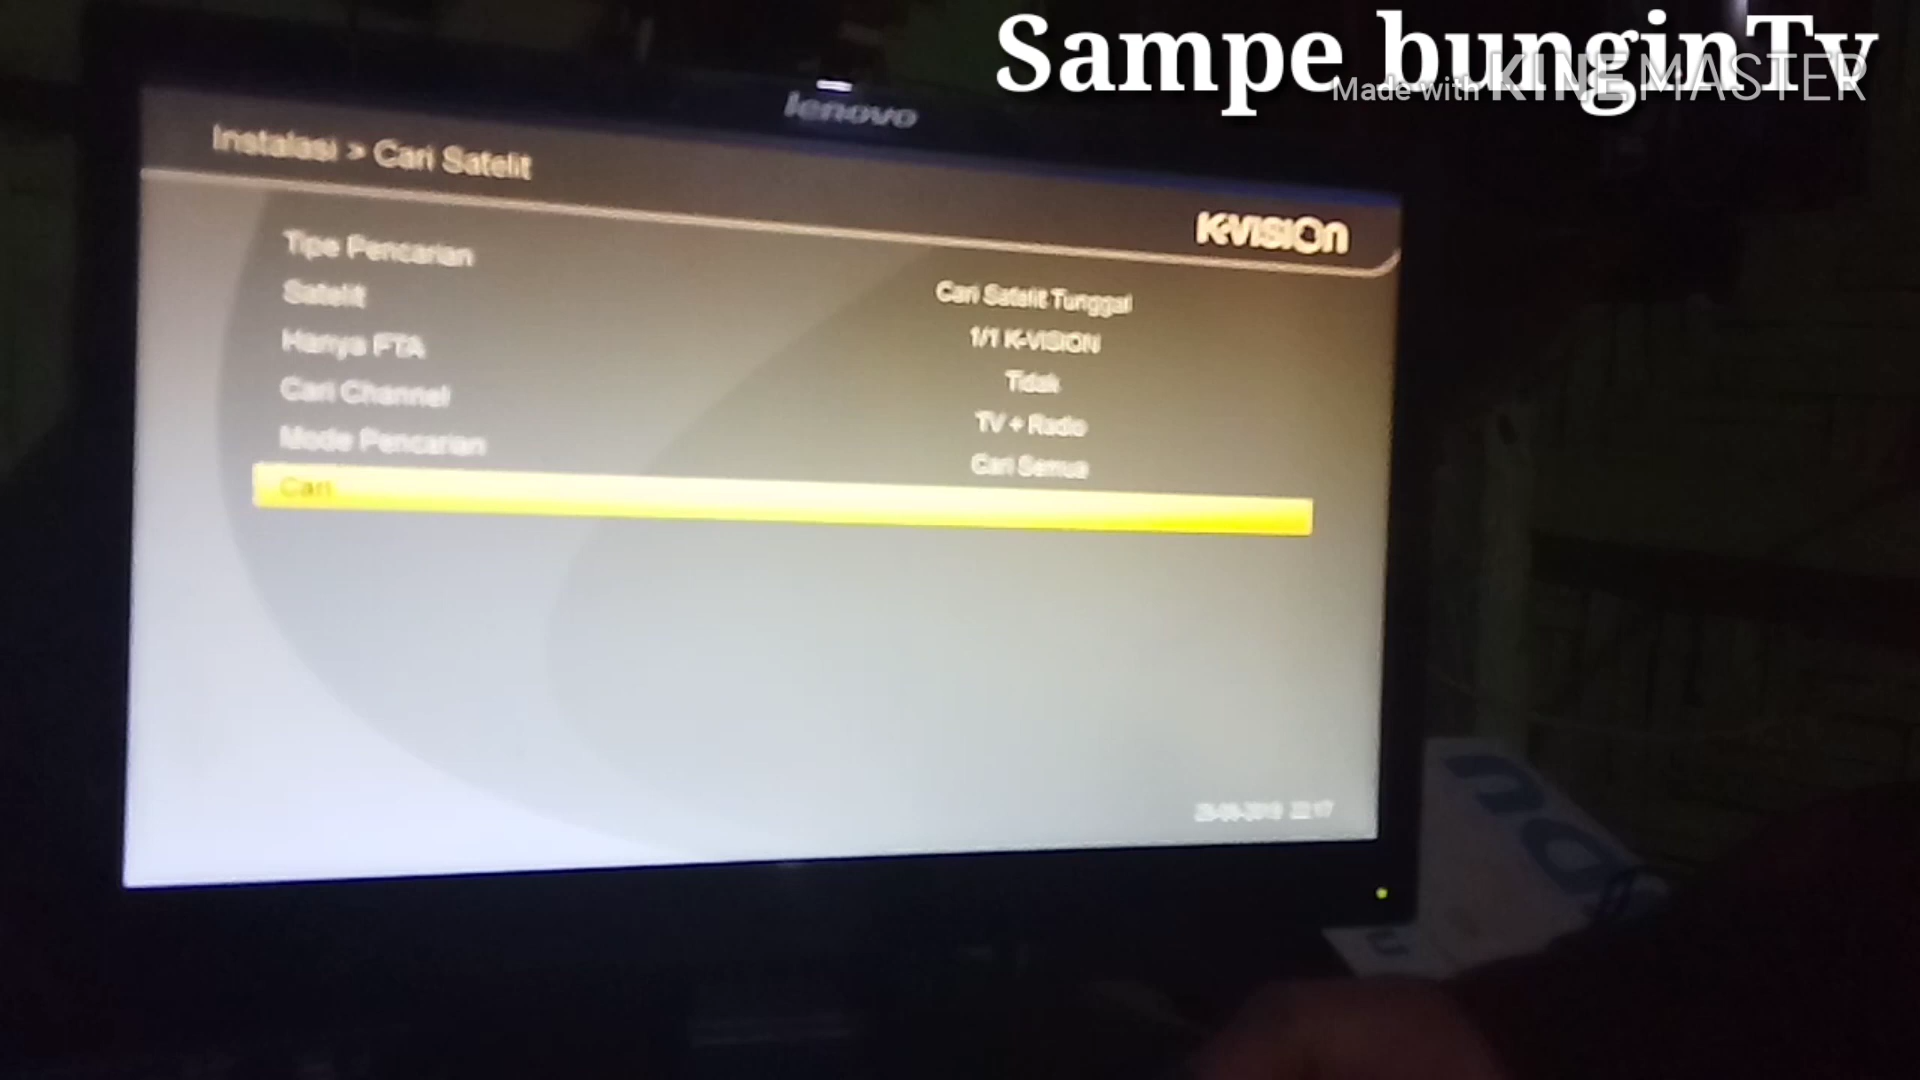 Sampe bunginTv
Made with KINEMASTER
lenovo
Instalasi > Cari Satelit
K-VISION
Tipe Pencarian
Cari Satelit Tunggal
Satelit
1/1 K-VISION
Hanya FTA
Tidak
Cari Channel
TV + Radio
Mode Pencarian
Cari Semua
Cari